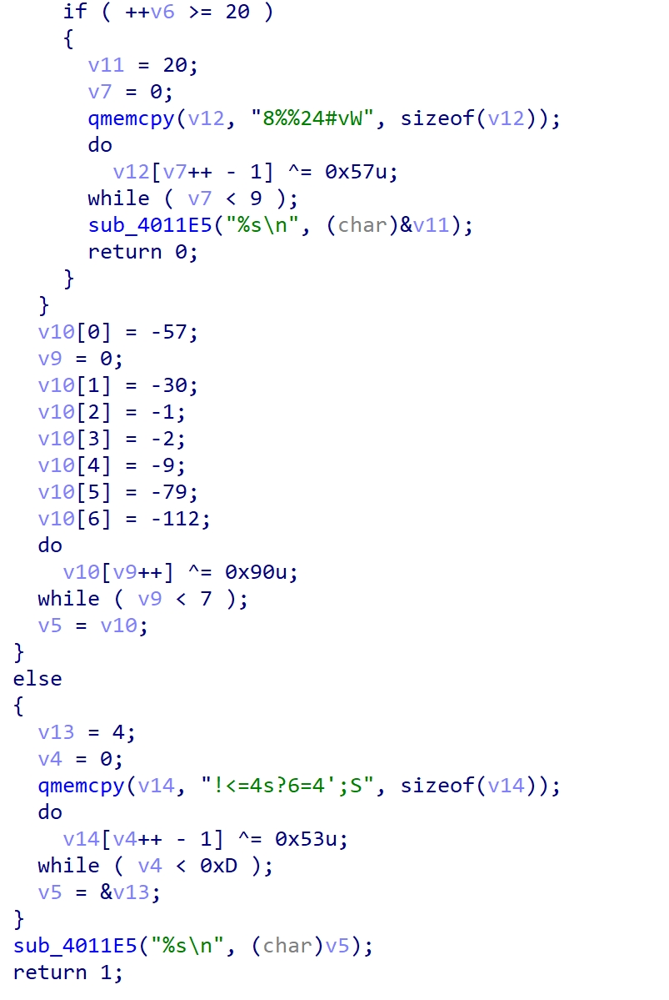 if ( ++v6 >= 20 )
{
v11 = 20;
v7 = 0;
qmemcpy(v12, "8%%24#vW", sizeof(v12));
do
v12[v7++ - 1] ^= 0x57u;
while ( v7 < 9 );
sub_4011E5("%s\n", (char)&v11);
return 0;
}
}
v10[0] = -57;
v9 = 0;
v10[1] = -30;
v10[2] = -1;
v10[3] = -2;
v10[4] = -9;
v10[5] = -79;
v10[6] = -112;
do
v10[v9++] ^= 0x90u;
while ( v9 < 7 );
v5 = v10;
}
else
{
v13 = 4;
v4 = 0;
qmemcpy(v14, "!<=4s?6=4';S", sizeof(v14));
do
v14[v4++ - 1] ^= 0x53u;
while ( v4 < 0xD );
v5 = &v13;
}
sub_4011E5("%s\n", (char)v5);
return 1;